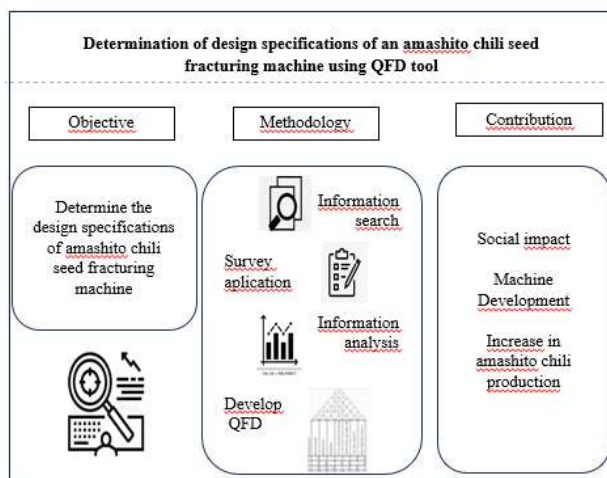 Determination of design specifications of an amashito chili seed
fracturing machine using QFD tool
Objective
Methodology
Contribution
Determine the
design specifications
of amashito chili
seed fracturing
machine
Information
search
Survey
aplication
Information
analysis
Develop
QFD
Social impact
Machine
Development
Increase in
amashito chili
production